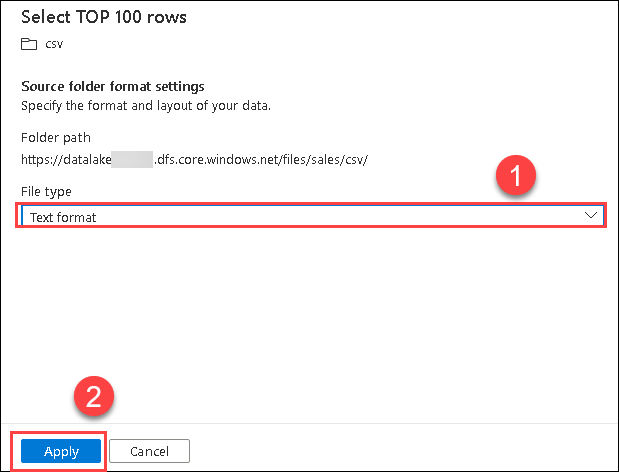 Select TOP 100 rows
csv
Source folder format settings
Specify the format and layout of your data.
Folder path
https://datalake .dfs.core.windows.net/files/sales/csv/
File type
1
Text format
2
Apply Cancel